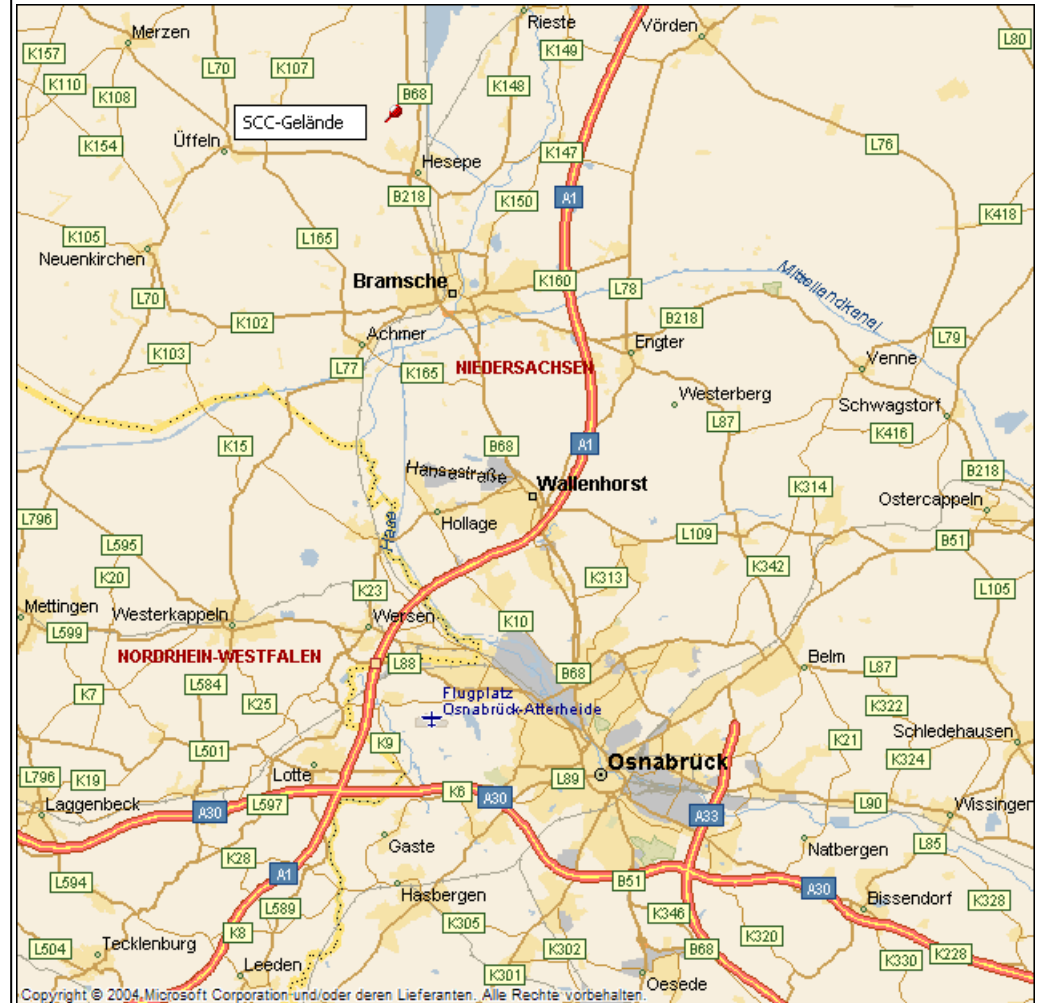 Merzen
Rieste
Vörden
L80
K157
K149
L70
K107
K110
K108
B68
K148
SCC-Gelände
K154
Üffeln
K147
L76
Hesepe
B218
K150
A1
K418
K105
L165
Neuenkirchen
Bramsche
K160
L78
Mittellandkanal
L70
K102
B218
Achmer
Engter
L79
K103
L77
K165
NIEDERSACHSEN
Venne
Westerberg
Schwagstorf
L87
K416
K15
B68
A1
Hansastraße
Wallenhorst
B218
K314
Ostercappeln
L796
Hollage
Haase
L109
B51
L595
K342
K20
K23
K313
L105
Mettingen
Westerkappeln
Wersen
K10
L599
NORDRHEIN-WESTFALEN
L88
B68
Belm
L87
K7
L584
K25
Flugplatz
Osnabrück-Atterheide
K322
K9
K21
Schledehausen
L501
K324
Osnabrück
L796
K19
Lotte
L89
K6
A30
L90
Laggenbeck
A30
L597
A33
Wissingen
Gaste
Natbergen
L85
K28
A1
L594
B51
A30
Hasbergen
Bissendorf
K328
L589
K305
K346
K8
K320
L504
Tecklenburg
K302
B68
K228
K330
Leeden
K301
Oesede
Copyright © 2004 Microsoft Corporation und/oder deren Lieferanten. Alle Rechte vorbehalten.